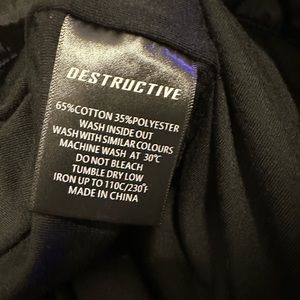 DESTRUCTIVE
65%COTTON 35%POLYESTER
WASH INSIDE OUT
WASH WITH SIMILAR COLOURS
MACHINE WASH AT 30°C
DO NOT BLEACH
TUMBLE DRY LOW
IRON UP TO 110C/230°F
MADE IN CHINA